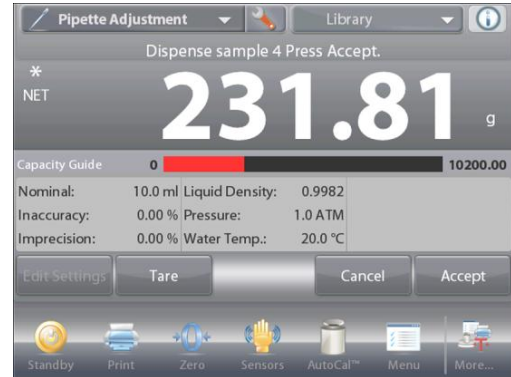 Pipette Adjustment Library
Dispense sample 4 Press Accept.
*
NET
231.81 g
Capacity Guide 0 10200.00
Nominal: 10.0 ml Liquid Density: 0.9982
Inaccuracy: 0.00 % Pressure: 1.0 ATM
Imprecision: 0.00 % Water Temp.: 20.0 °C
Edit Settings Tare Cancel Accept
Standby Print Zero Sensors AutoCal™ Menu More...